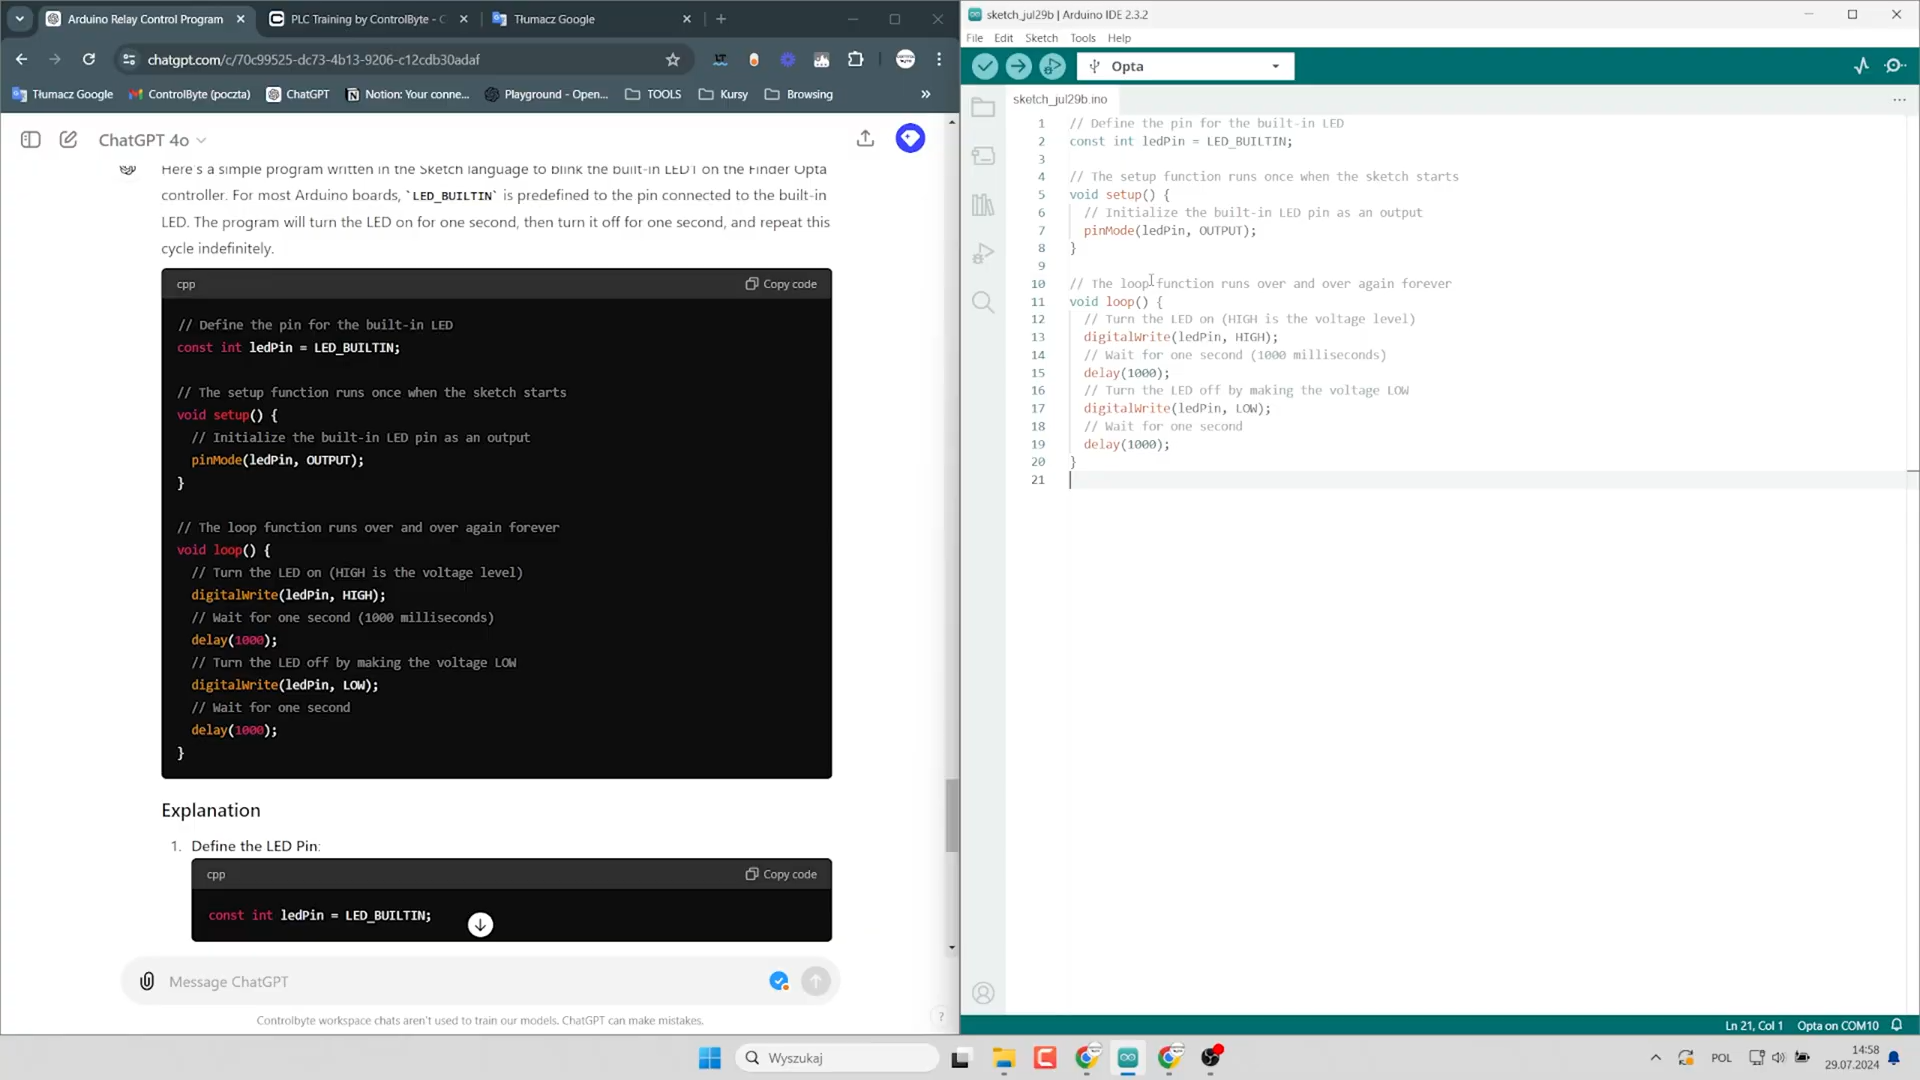 Arduino Relay Control Program
PLC Training by ControlByte - C
Tłumacz Google
chatgpt.com/c/70c99525-dc73-4b13-9206-c12cdb30adaf
Tłumacz Google
ControlByte (poczta)
ChatGPT
Notion: Your conne...
Playground - Open...
TOOLS
Kursy
Browsing
»
ChatGPT 4o
Here's a simple program written in the Sketch language to blink the built-in LED1 on the Finder Opta
controller. For most Arduino boards, `LED_BUILTIN` is predefined to the pin connected to the built-in
LED. The program will turn the LED on for one second, then turn it off for one second, and repeat this
cycle indefinitely.
cpp
Copy code
// Define the pin for the built-in LED
const int ledPin = LED_BUILTIN;
// The setup function runs once when the sketch starts
void setup() {
// Initialize the built-in LED pin as an output
pinMode(ledPin, OUTPUT);
}
// The loop function runs over and over again forever
void loop() {
// Turn the LED on (HIGH is the voltage level)
digitalWrite(ledPin, HIGH);
// Wait for one second (1000 milliseconds)
delay(1000);
// Turn the LED off by making the voltage LOW
digitalWrite(ledPin, LOW);
// Wait for one second
delay(1000);
}
Explanation
1. Define the LED Pin:
cpp
Copy code
const int ledPin = LED_BUILTIN;
Message ChatGPT
Controlbyte workspace chats aren't used to train our models. ChatGPT can make mistakes.
?
sketch_jul29b | Arduino IDE 2.3.2
File Edit Sketch Tools Help
Opta
sketch_jul29b.ino
1 // Define the pin for the built-in LED
2 const int ledPin = LED_BUILTIN;
3
4 // The setup function runs once when the sketch starts
5 void setup() {
6 // Initialize the built-in LED pin as an output
7 pinMode(ledPin, OUTPUT);
8 }
9
10 // The loop function runs over and over again forever
11 void loop() {
12 // Turn the LED on (HIGH is the voltage level)
13 digitalWrite(ledPin, HIGH);
14 // Wait for one second (1000 milliseconds)
15 delay(1000);
16 // Turn the LED off by making the voltage LOW
17 digitalWrite(ledPin, LOW);
18 // Wait for one second
19 delay(1000);
20 }
21
Ln 21, Col 1 Opta on COM10
Wyszukaj
POL
14:58
29.07.2024